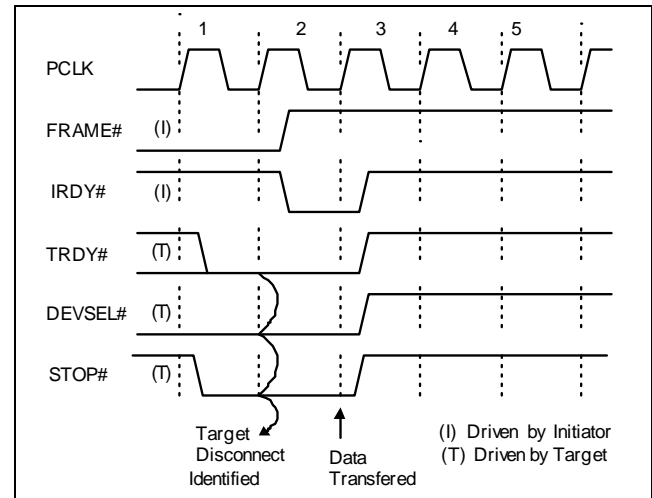 1 2 3 4 5
PCLK
FRAME# (I)
IRDY# (I)
TRDY# (T)
DEVSEL# (T)
STOP# (T)
Target
Disconnect
Identified
Data
Transfered
(I) Driven by Initiator
(T) Driven by Target